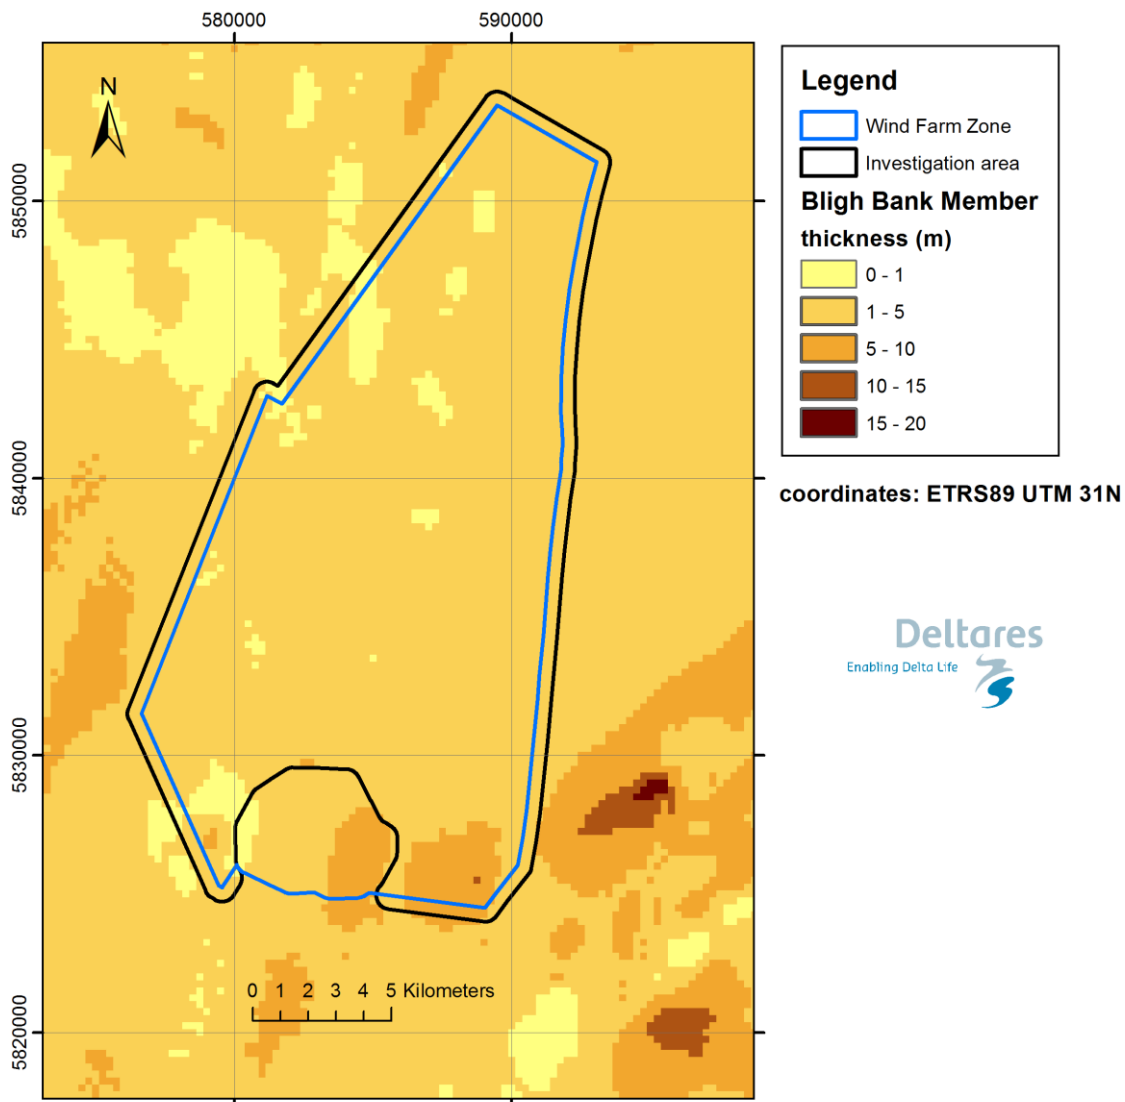 580000
590000
N
5850000
5840000
5830000
5820000
0 1 2 3 4 5 Kilometers
Legend
Wind Farm Zone
Investigation area
Bligh Bank Member
thickness (m)
0 - 1
1 - 5
5 - 10
10 - 15
15 - 20
coordinates: ETRS89 UTM 31N
Deltares
Enabling Delta Life